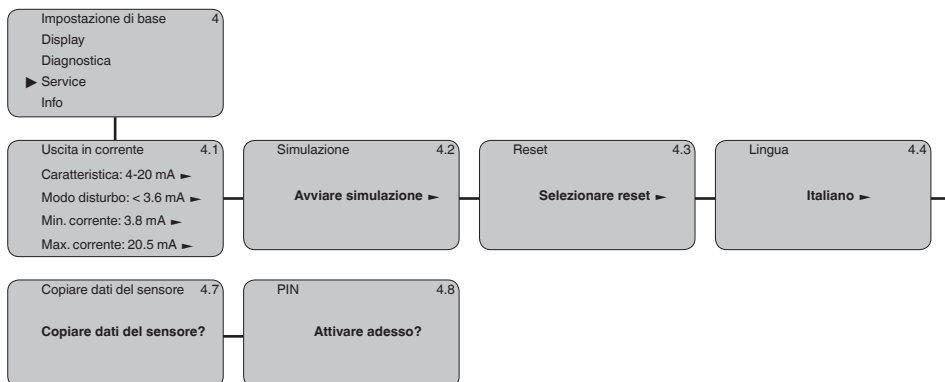 Impostazione di base 4
Display
Diagnostica
▶ Service
Info
Uscita in corrente 4.1
Caratteristica: 4-20 mA ►
Modo disturbo: < 3.6 mA ►
Min. corrente: 3.8 mA ►
Max. corrente: 20.5 mA ►
Simulazione 4.2
Avviare simulazione ►
Reset 4.3
Selezionare reset ►
Lingua 4.4
Italiano ►
Copiare dati del sensore 4.7
Copiare dati del sensore?
PIN 4.8
Attivare adesso?